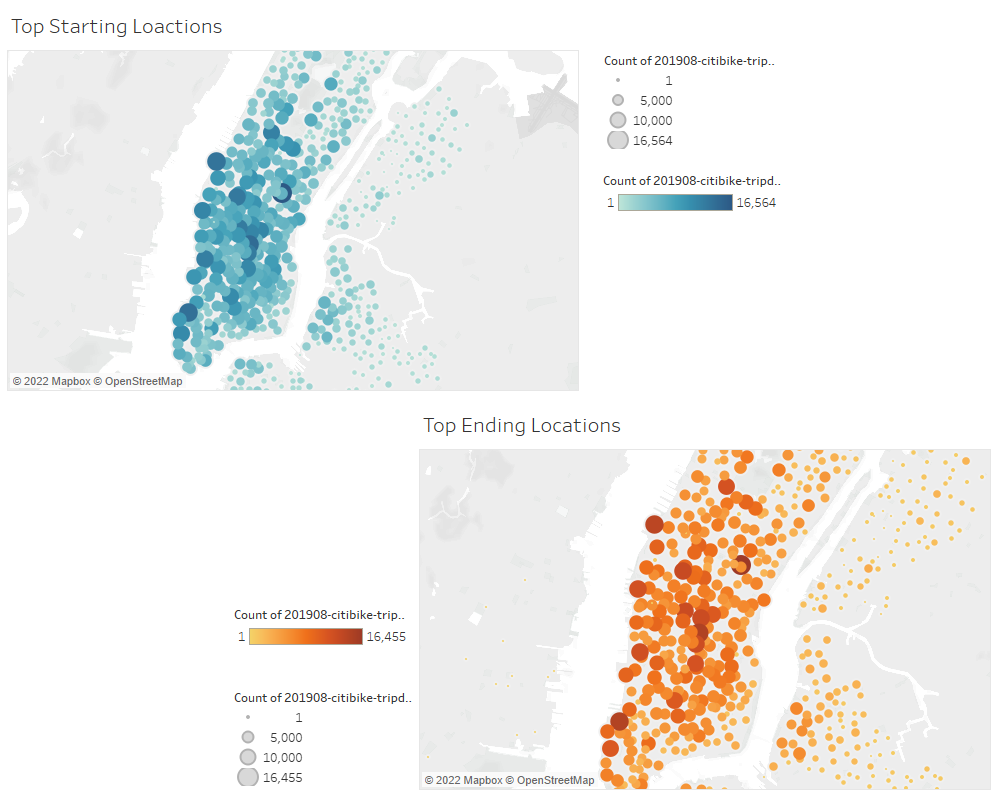 Top Starting Loactions
Count of 201908-citibike-trip..
1
5,000
10,000
16,564
Count of 201908-citibike-tripd..
1 16,564
© 2022 Mapbox © OpenStreetMap
Top Ending Locations
Count of 201908-citibike-trip..
1 16,455
Count of 201908-citibike-tripd..
1
5,000
10,000
16,455
© 2022 Mapbox © OpenStreetMap